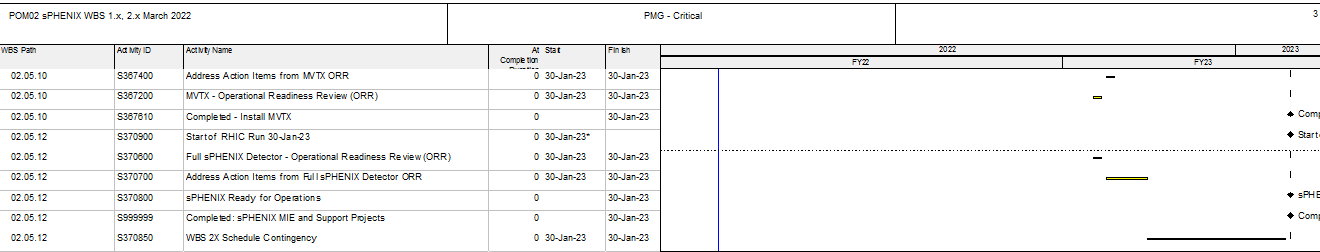 POM02 sPHENIX WBS 1.x, 2.x March 2022 PMG - Critical 3
WBS Path Activity ID Activity Name At Completion Start Finish 2022 2023
FY22 FY23
02.05.10 S367400 Address Action Items from MVTX ORR 0 30-Jan-23 30-Jan-23
02.05.10 S367200 MVTX - Operational Readiness Review (ORR) 0 30-Jan-23 30-Jan-23
02.05.10 S367610 Completed - Install MVTX 0 30-Jan-23 Comp
02.05.12 S370900 Start of RHIC Run 30-Jan-23 0 30-Jan-23* Start
02.05.12 S370600 Full sPHENIX Detector - Operational Readiness Review (ORR) 0 30-Jan-23 30-Jan-23
02.05.12 S370700 Address Action Items from Full sPHENIX Detector ORR 0 30-Jan-23 30-Jan-23
02.05.12 S370800 sPHENIX Ready for Operations 0 30-Jan-23 sPHE
02.05.12 S999999 Completed: sPHENIX MIE and Support Projects 0 30-Jan-23 Comp
02.05.12 S370850 WBS 2X Schedule Contingency 0 30-Jan-23 30-Jan-23